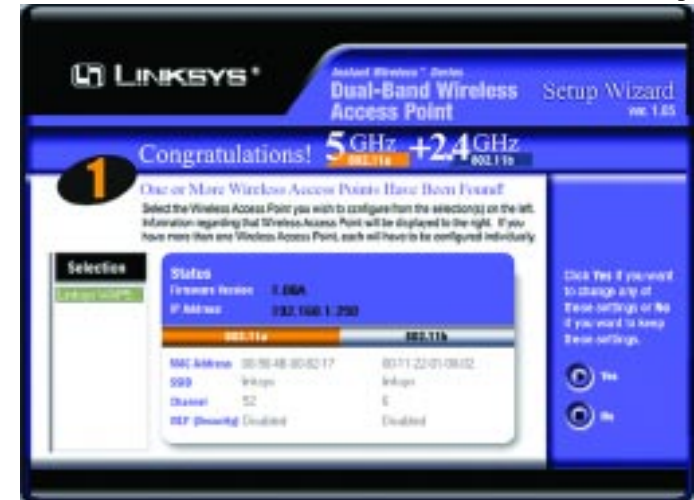 LINKSYS®
Instant Wireless™ Series
Dual-Band Wireless
Access Point
Setup Wizard
ver. 1.05
1
Congratulations!
5 GHz + 2.4 GHz
802.11a 802.11b
One or More Wireless Access Points Have Been Found!
Select the Wireless Access Point you wish to configure from the selection(s) on the left.
Information regarding that Wireless Access Point will be displayed to the right. If you
have more than one Wireless Access Point, each will have to be configured individually.
Selection
Status
Firmware Version
IP Address 192.168.1.250
802.11a 802.11b
MAC Address
SSID linksys linksys
Channel 52 6
WEP (Security) Disabled Disabled
Click Yes if you want
to change any of
these settings or No
if you want to keep
these settings.
Yes
No